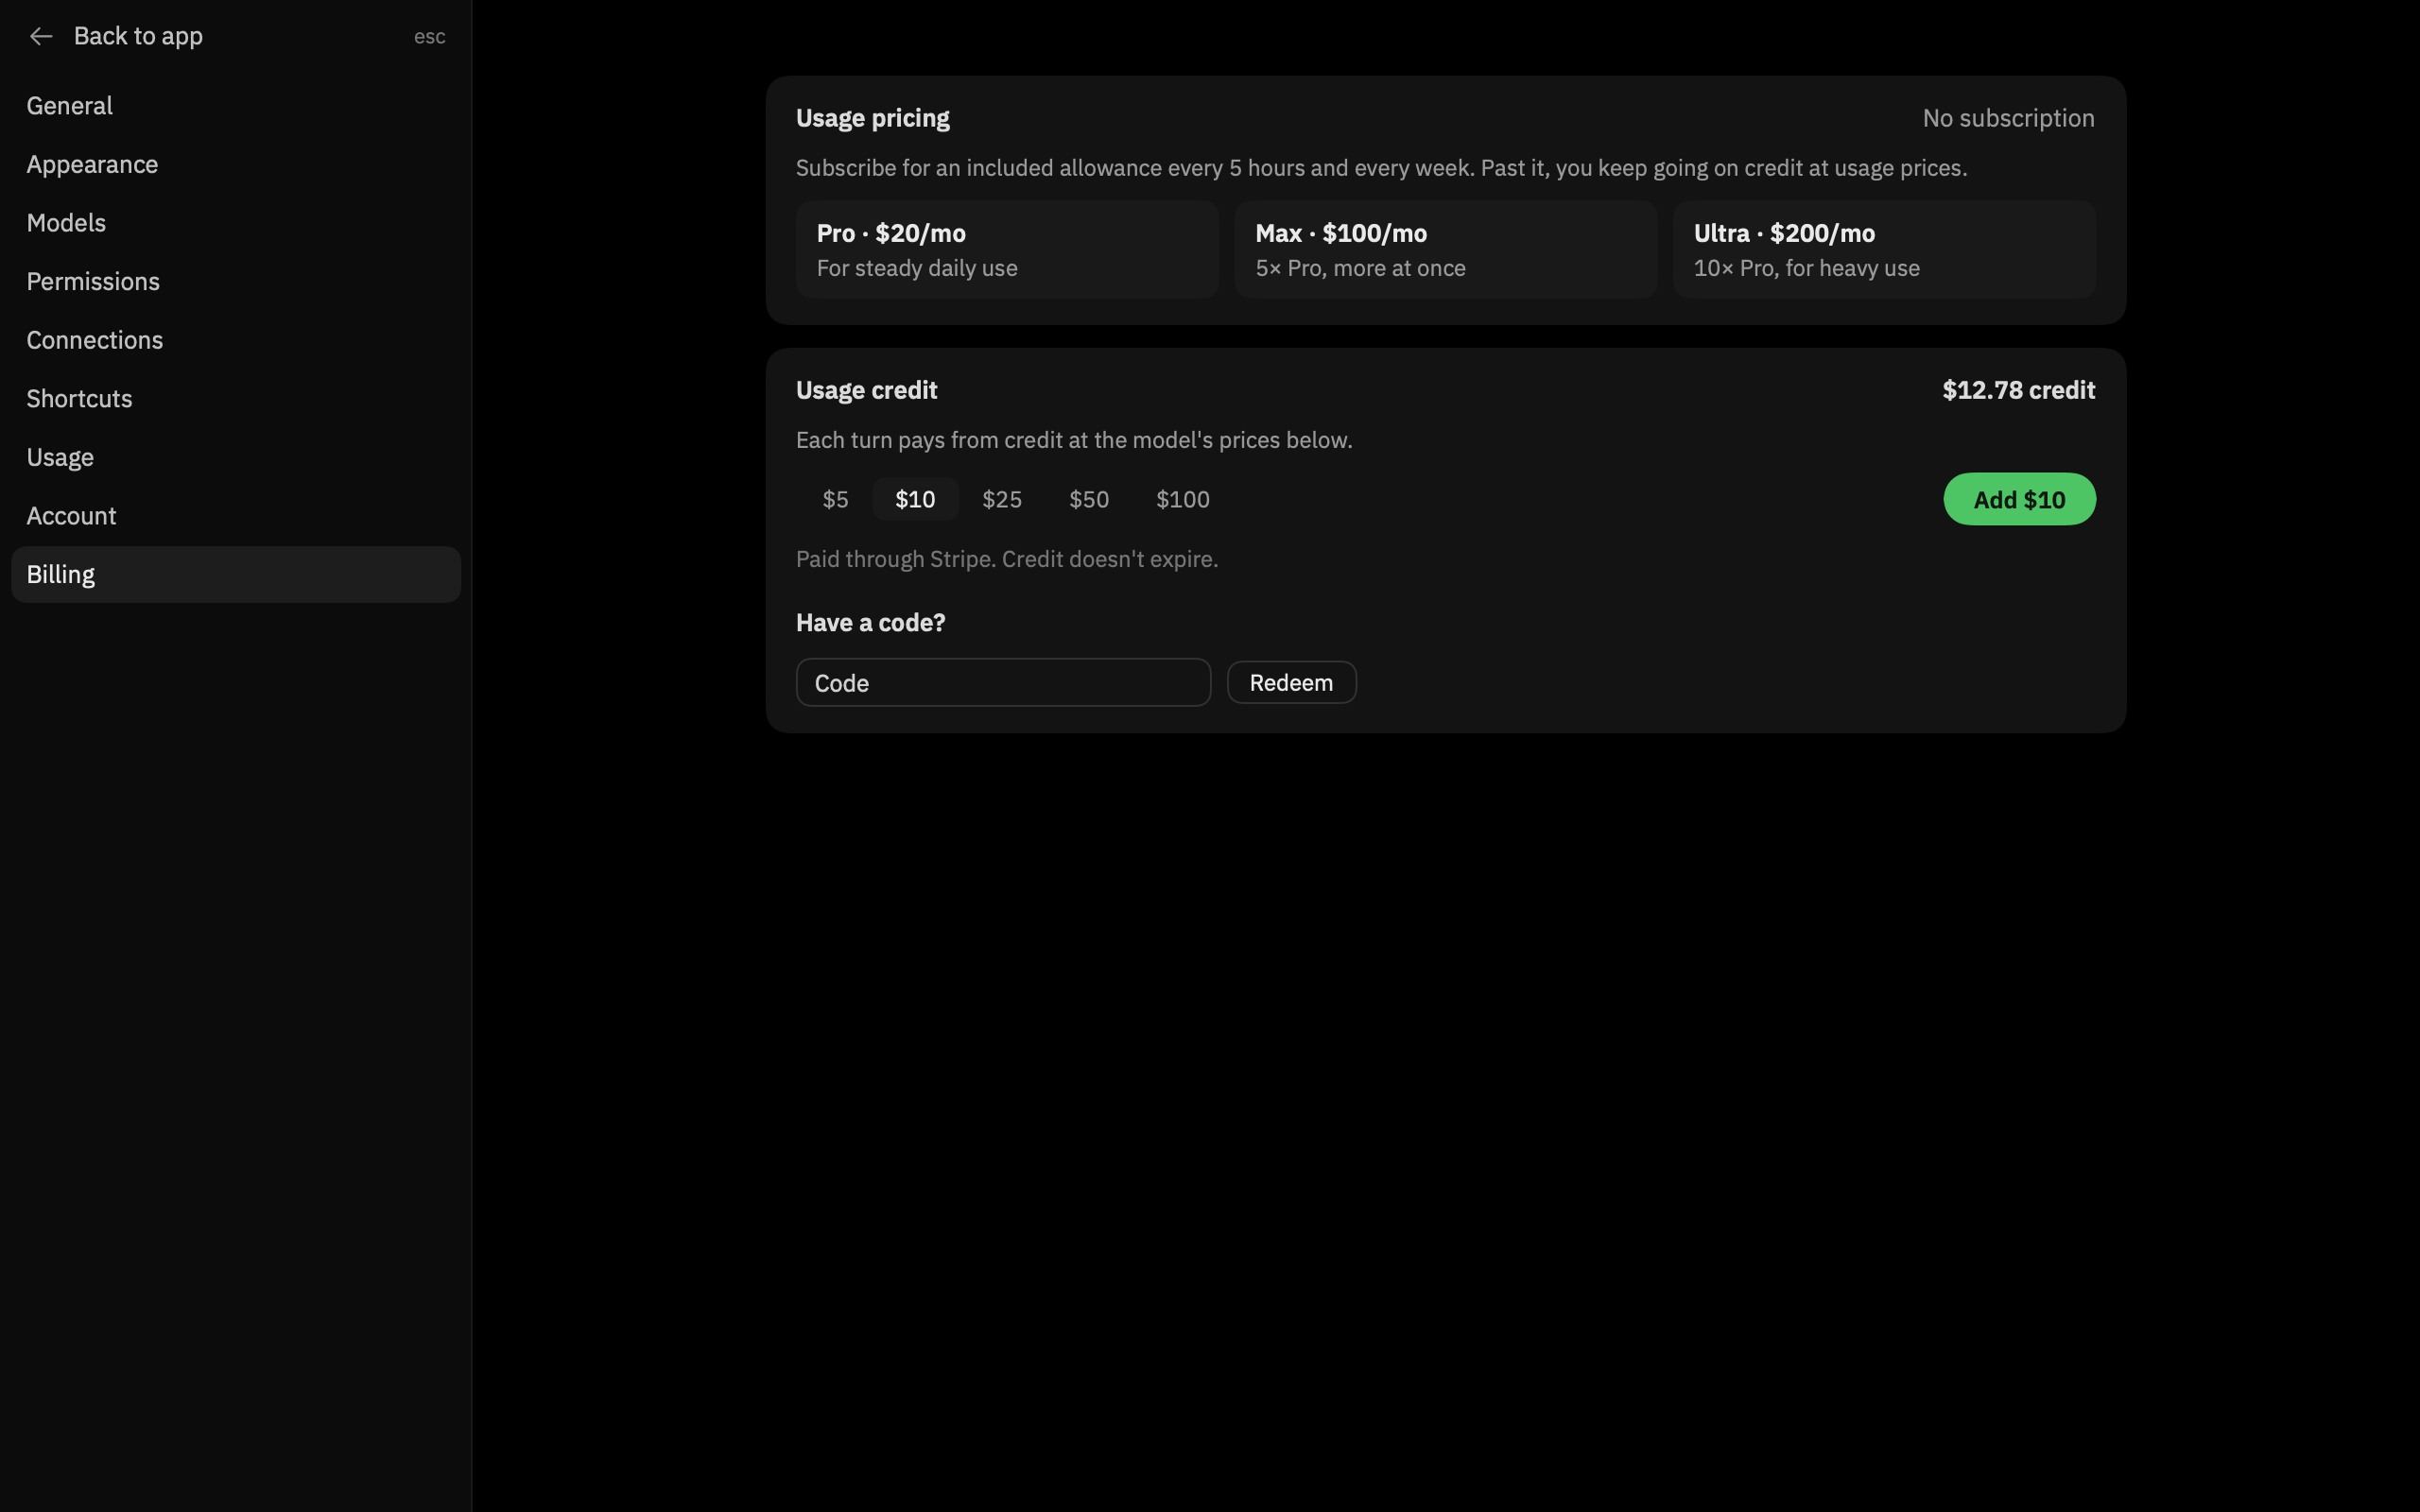 Back to app esc
General
Appearance
Models
Permissions
Connections
Shortcuts
Usage
Account
Billing
Usage pricing No subscription
Subscribe for an included allowance every 5 hours and every week. Past it, you keep going on credit at usage prices.
Pro · $20/mo
For steady daily use
Max · $100/mo
5× Pro, more at once
Ultra · $200/mo
10× Pro, for heavy use
Usage credit $12.78 credit
Each turn pays from credit at the model's prices below.
$5 $10 $25 $50 $100 Add $10
Paid through Stripe. Credit doesn't expire.
Have a code?
Code Redeem